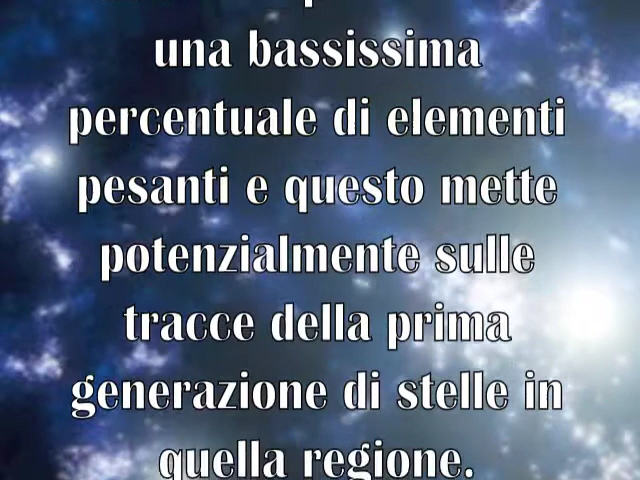 una bassissima
percentuale di elementi
pesanti e questo mette
potenzialmente sulle
tracce della prima
generazione di stelle in
quella regione.